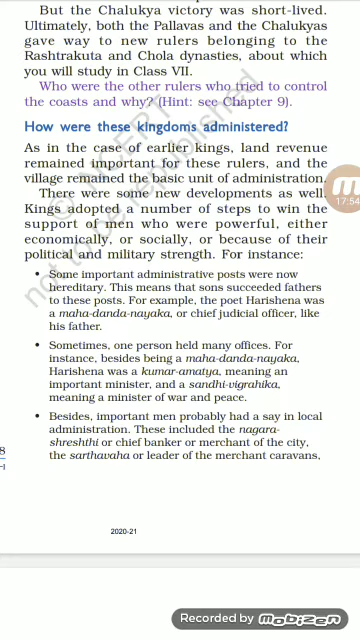 But the Chalukya victory was short-lived.
Ultimately, both the Pallavas and the Chalukyas
gave way to new rulers belonging to the
Rashtrakuta and Chola dynasties, about which
you will study in Class VII.
Who were the other rulers who tried to control
the coasts and why? (Hint: see Chapter 9).
How were these kingdoms administered?
As in the case of earlier kings, land revenue
remained important for these rulers, and the
village remained the basic unit of administration.
There were some new developments as well.
Kings adopted a number of steps to win the
support of men who were powerful, either
economically, or socially, or because of their
political and military strength. For instance:
• Some important administrative posts were now
hereditary. This means that sons succeeded fathers
to these posts. For example, the poet Harishena was
a maha-danda-nayaka, or chief judicial officer, like
his father.
• Sometimes, one person held many offices. For
instance, besides being a maha-danda-nayaka,
Harishena was a kumar-amatya, meaning an
important minister, and a sandhi-vigrahika,
meaning a minister of war and peace.
• Besides, important men probably had a say in local
administration. These included the nagara-
shreshthi or chief banker or merchant of the city,
the sarthavaha or leader of the merchant caravans,
2020-21
© NCERT
not to be republished
17:54
Recorded by mobizen